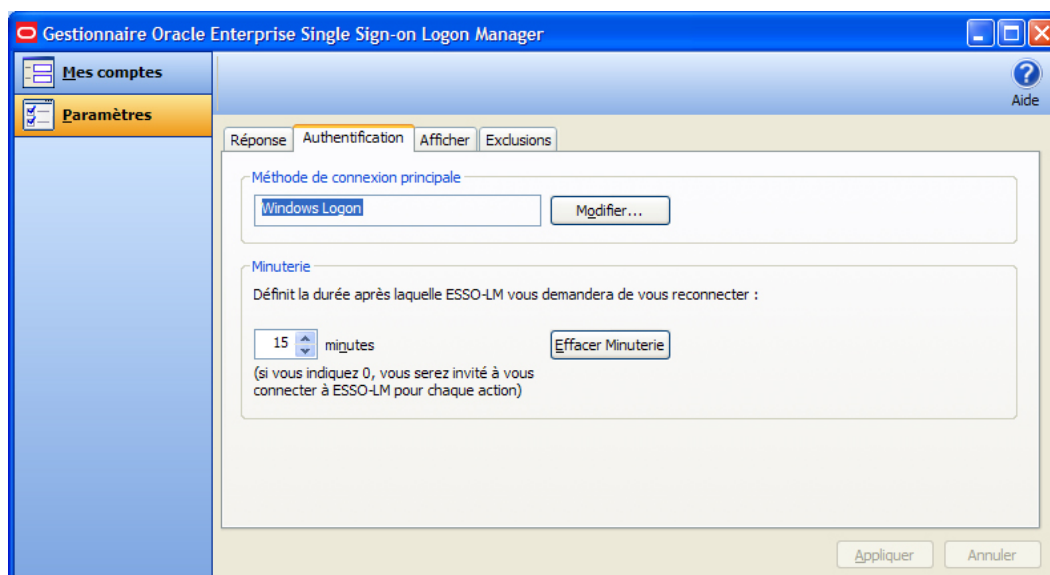 Gestionnaire Oracle Enterprise Single Sign-on Logon Manager
Mes comptes
Paramètres
Aide
Réponse
Authentification
Afficher
Exclusions
Méthode de connexion principale
Windows Logon
Modifier...
Minuterie
Définit la durée après laquelle ESSO-LM vous demandera de vous reconnecter :
15 minutes
Effacer Minuterie
(si vous indiquez 0, vous serez invité à vous
connecter à ESSO-LM pour chaque action)
Appliquer
Annuler